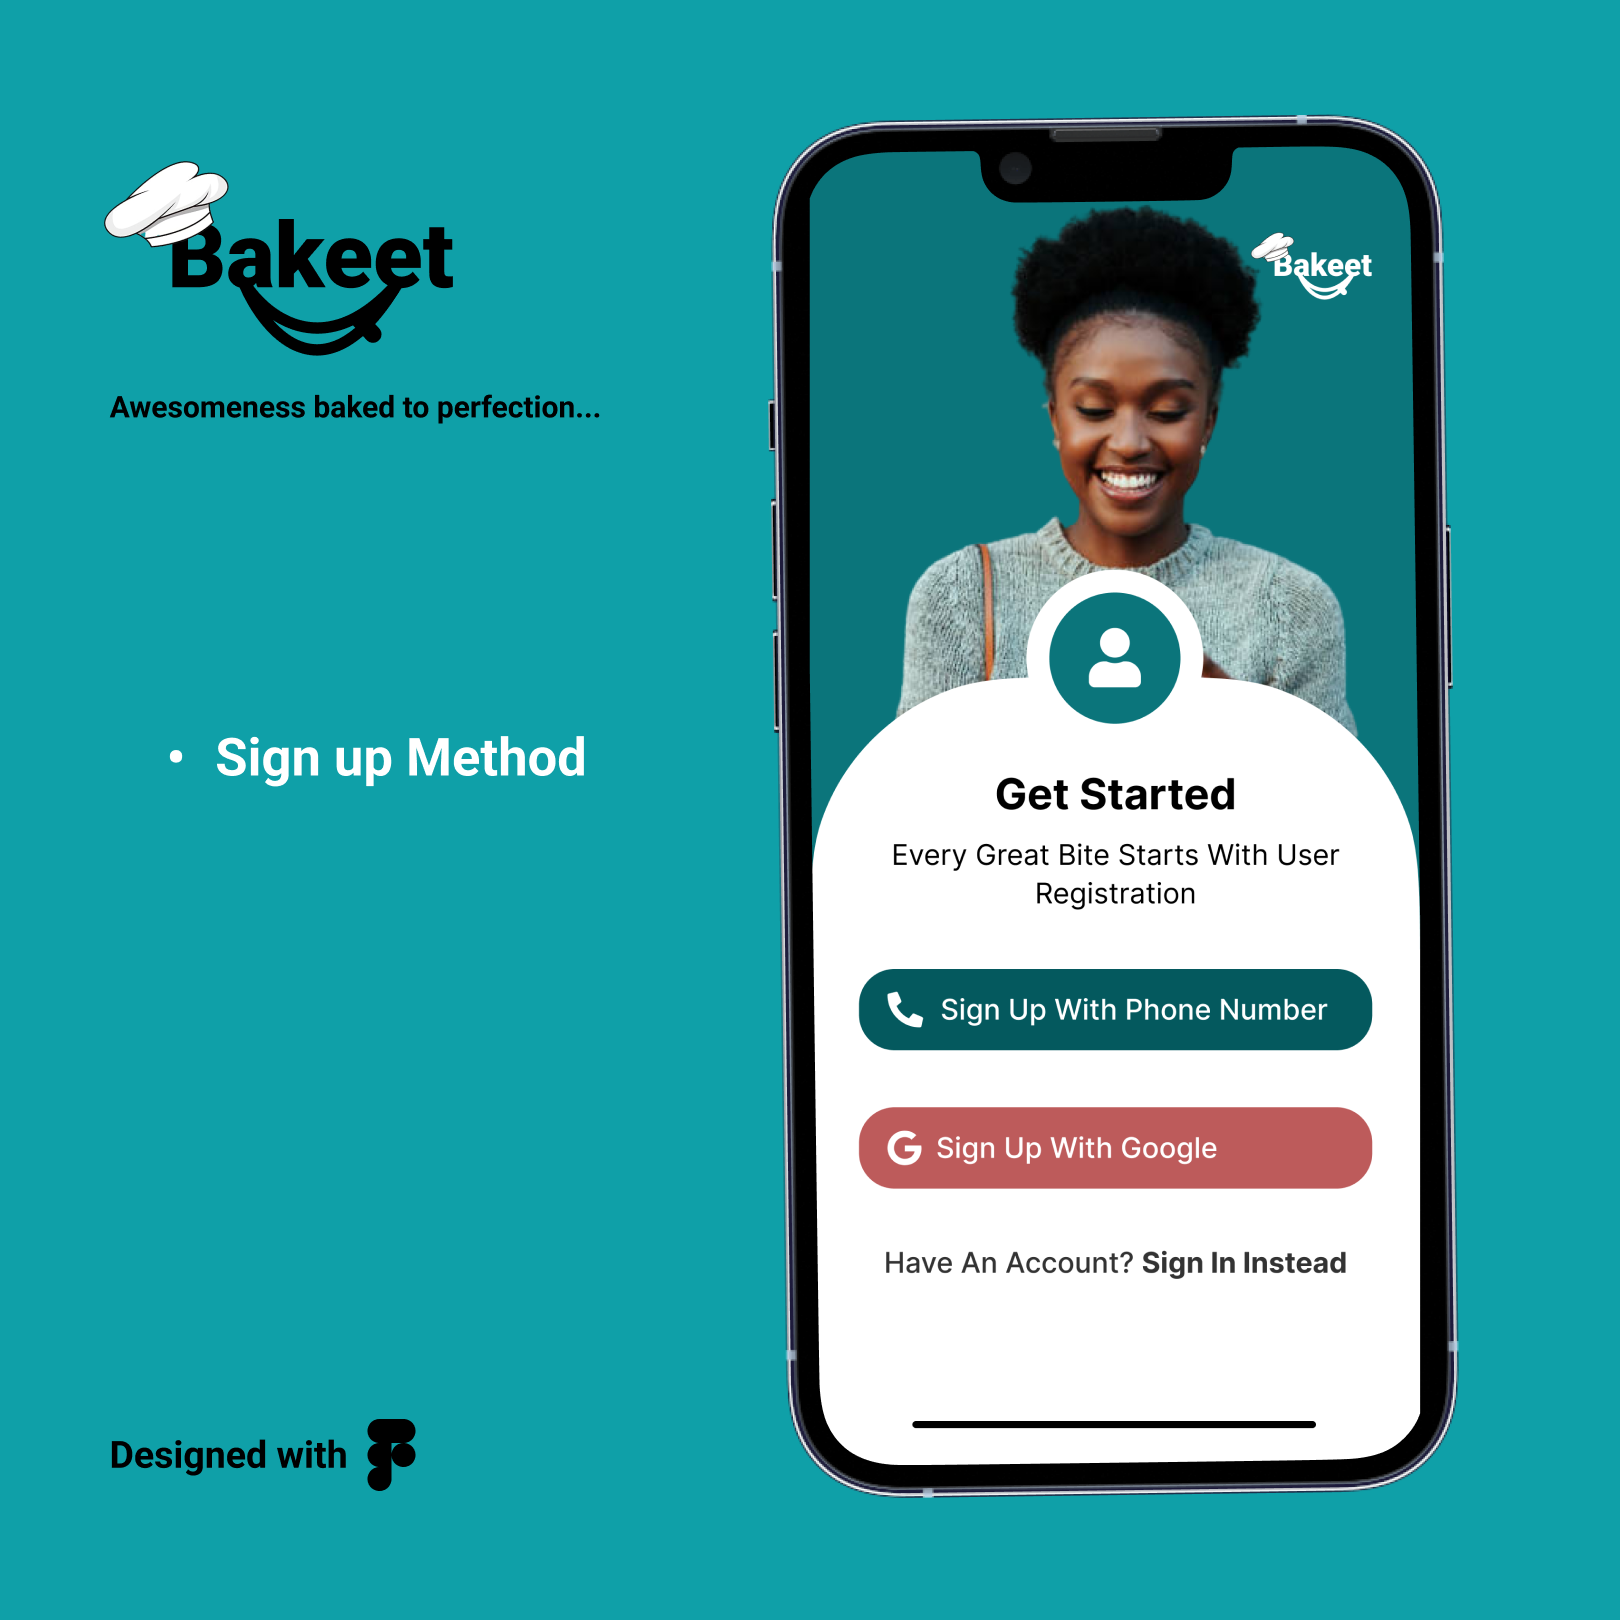 Bakeet
Awesomeness baked to perfection...
• Sign up Method
Designed with
Bakeet
Get Started
Every Great Bite Starts With User
Registration
Sign Up With Phone Number
G Sign Up With Google
Have An Account? Sign In Instead